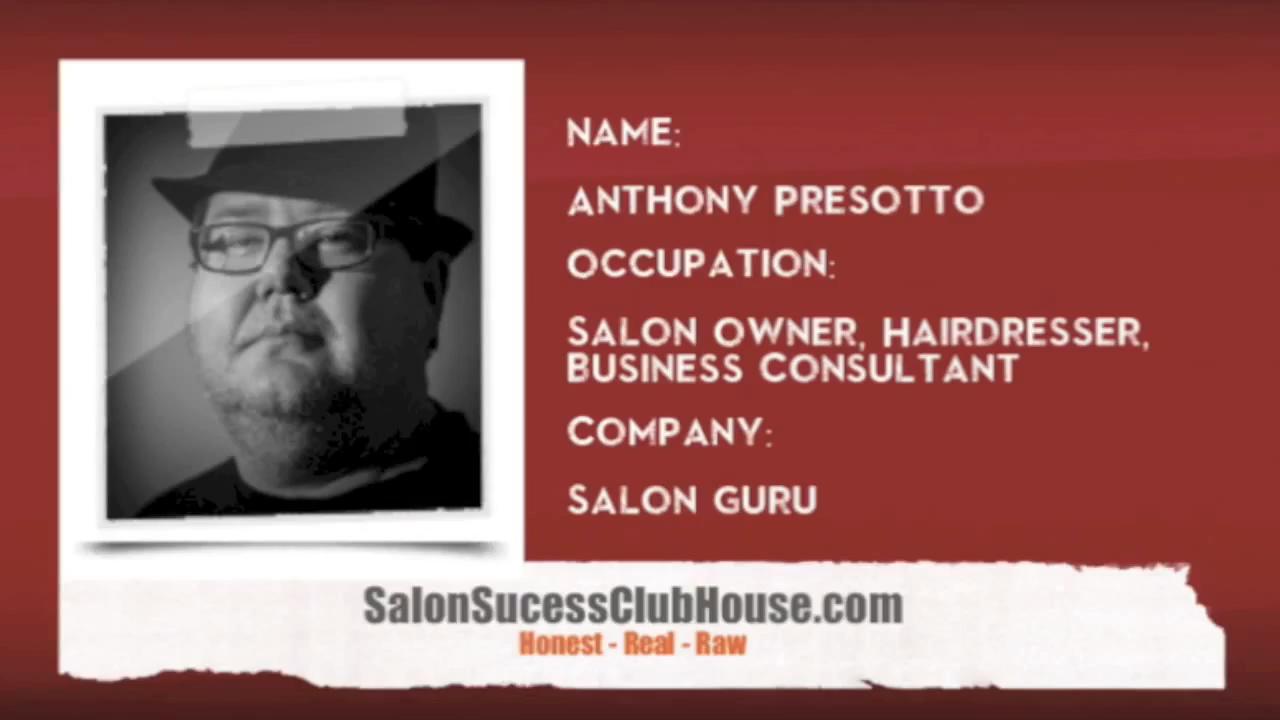 NAME:
ANTHONY PRESOTTO
OCCUPATION:
SALON OWNER, HAIRDRESSER,
BUSINESS CONSULTANT
COMPANY:
SALON GURU
SalonSucessClubHouse.com
Honest - Real - Raw